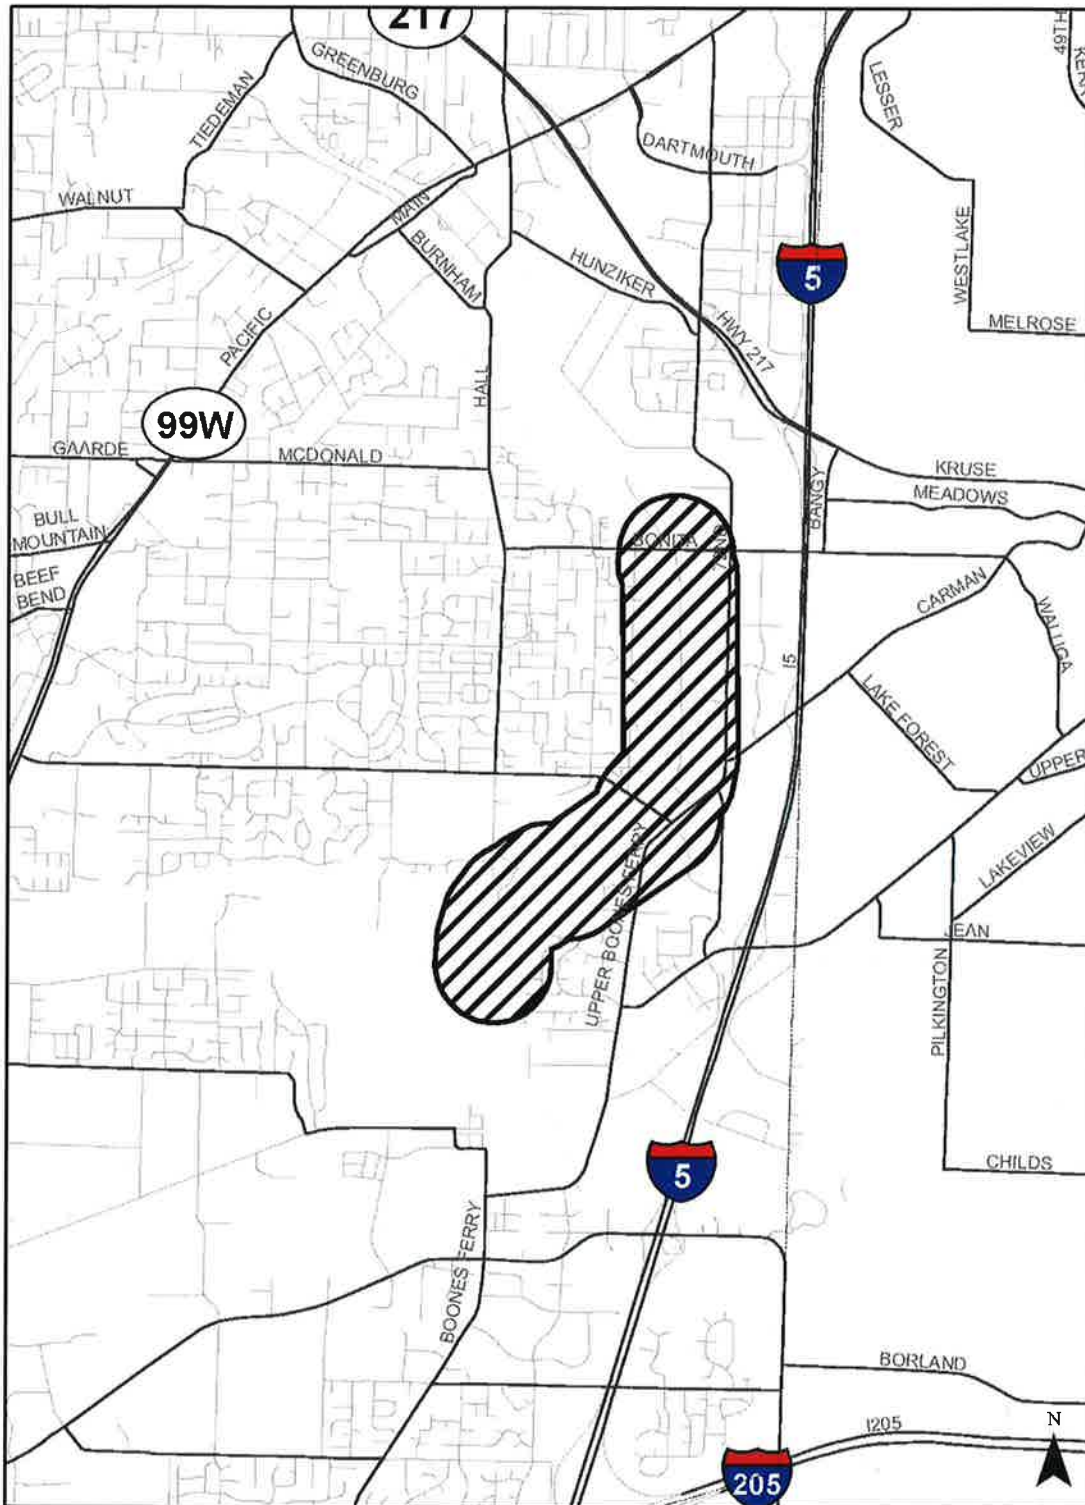 217
GREENBURG
49TH
KERR
LESSER
TIEDEMAN
DARTMOUTH
WALNUT
MAIN
BURNHAM
HUNZIKER
5
WESTLAKE
MELROSE
PACIFIC
HWY 217
HALL
99W
GAARDE
MCDONALD
KRUSE
MEADOWS
BANGY
BULL
MOUNTAIN
BONITA
BEEF
BEND
CARMAN
WALUGA
I5
LAKE FOREST
UPPER
UPPER BOONES FERRY
LAKEVIEW
JEAN
PILKINGTON
5
CHILDS
BOONES FERRY
BORLAND
I205
N
205